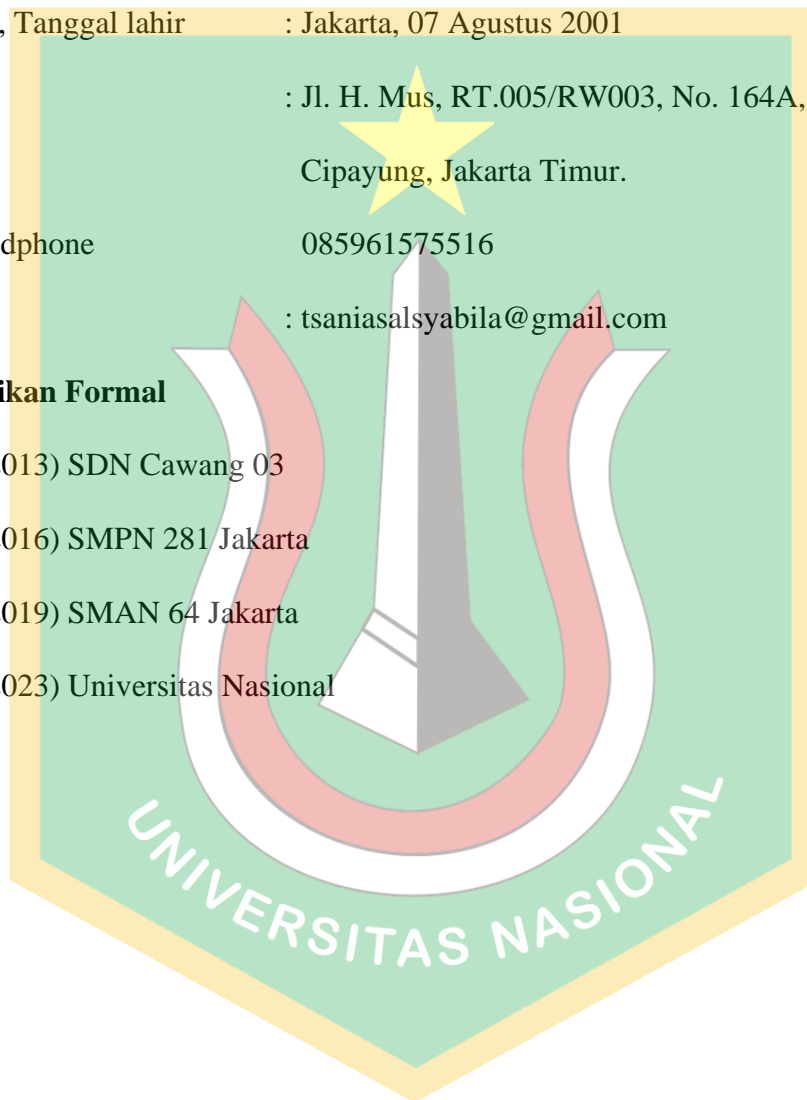 , Tanggal lahir : Jakarta, 07 Agustus 2001
: Jl. H. Mus, RT.005/RW003, No. 164A,
Cipayung, Jakarta Timur.
dphone 085961575516
: tsaniasalsyabila@gmail.com
ikan Formal
013) SDN Cawang 03
016) SMPN 281 Jakarta
019) SMAN 64 Jakarta
023) Universitas Nasional
UNIVERSITAS NASIONAL